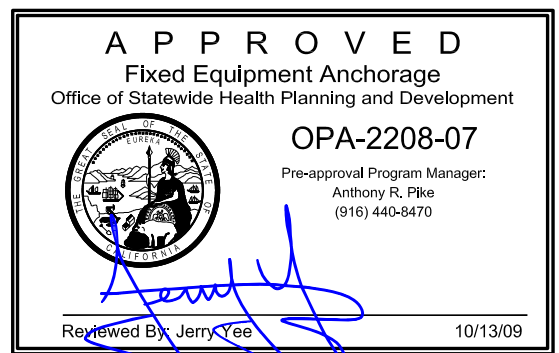 A P P R O V E D
Fixed Equipment Anchorage
Office of Statewide Health Planning and Development
THE GREAT SEAL OF THE STATE OF CALIFORNIA
EUREKA
OPA-2208-07
Pre-approval Program Manager:
Anthony R. Pike
(916) 440-8470
Jerry Y
Reviewed By: Jerry Yee 10/13/09